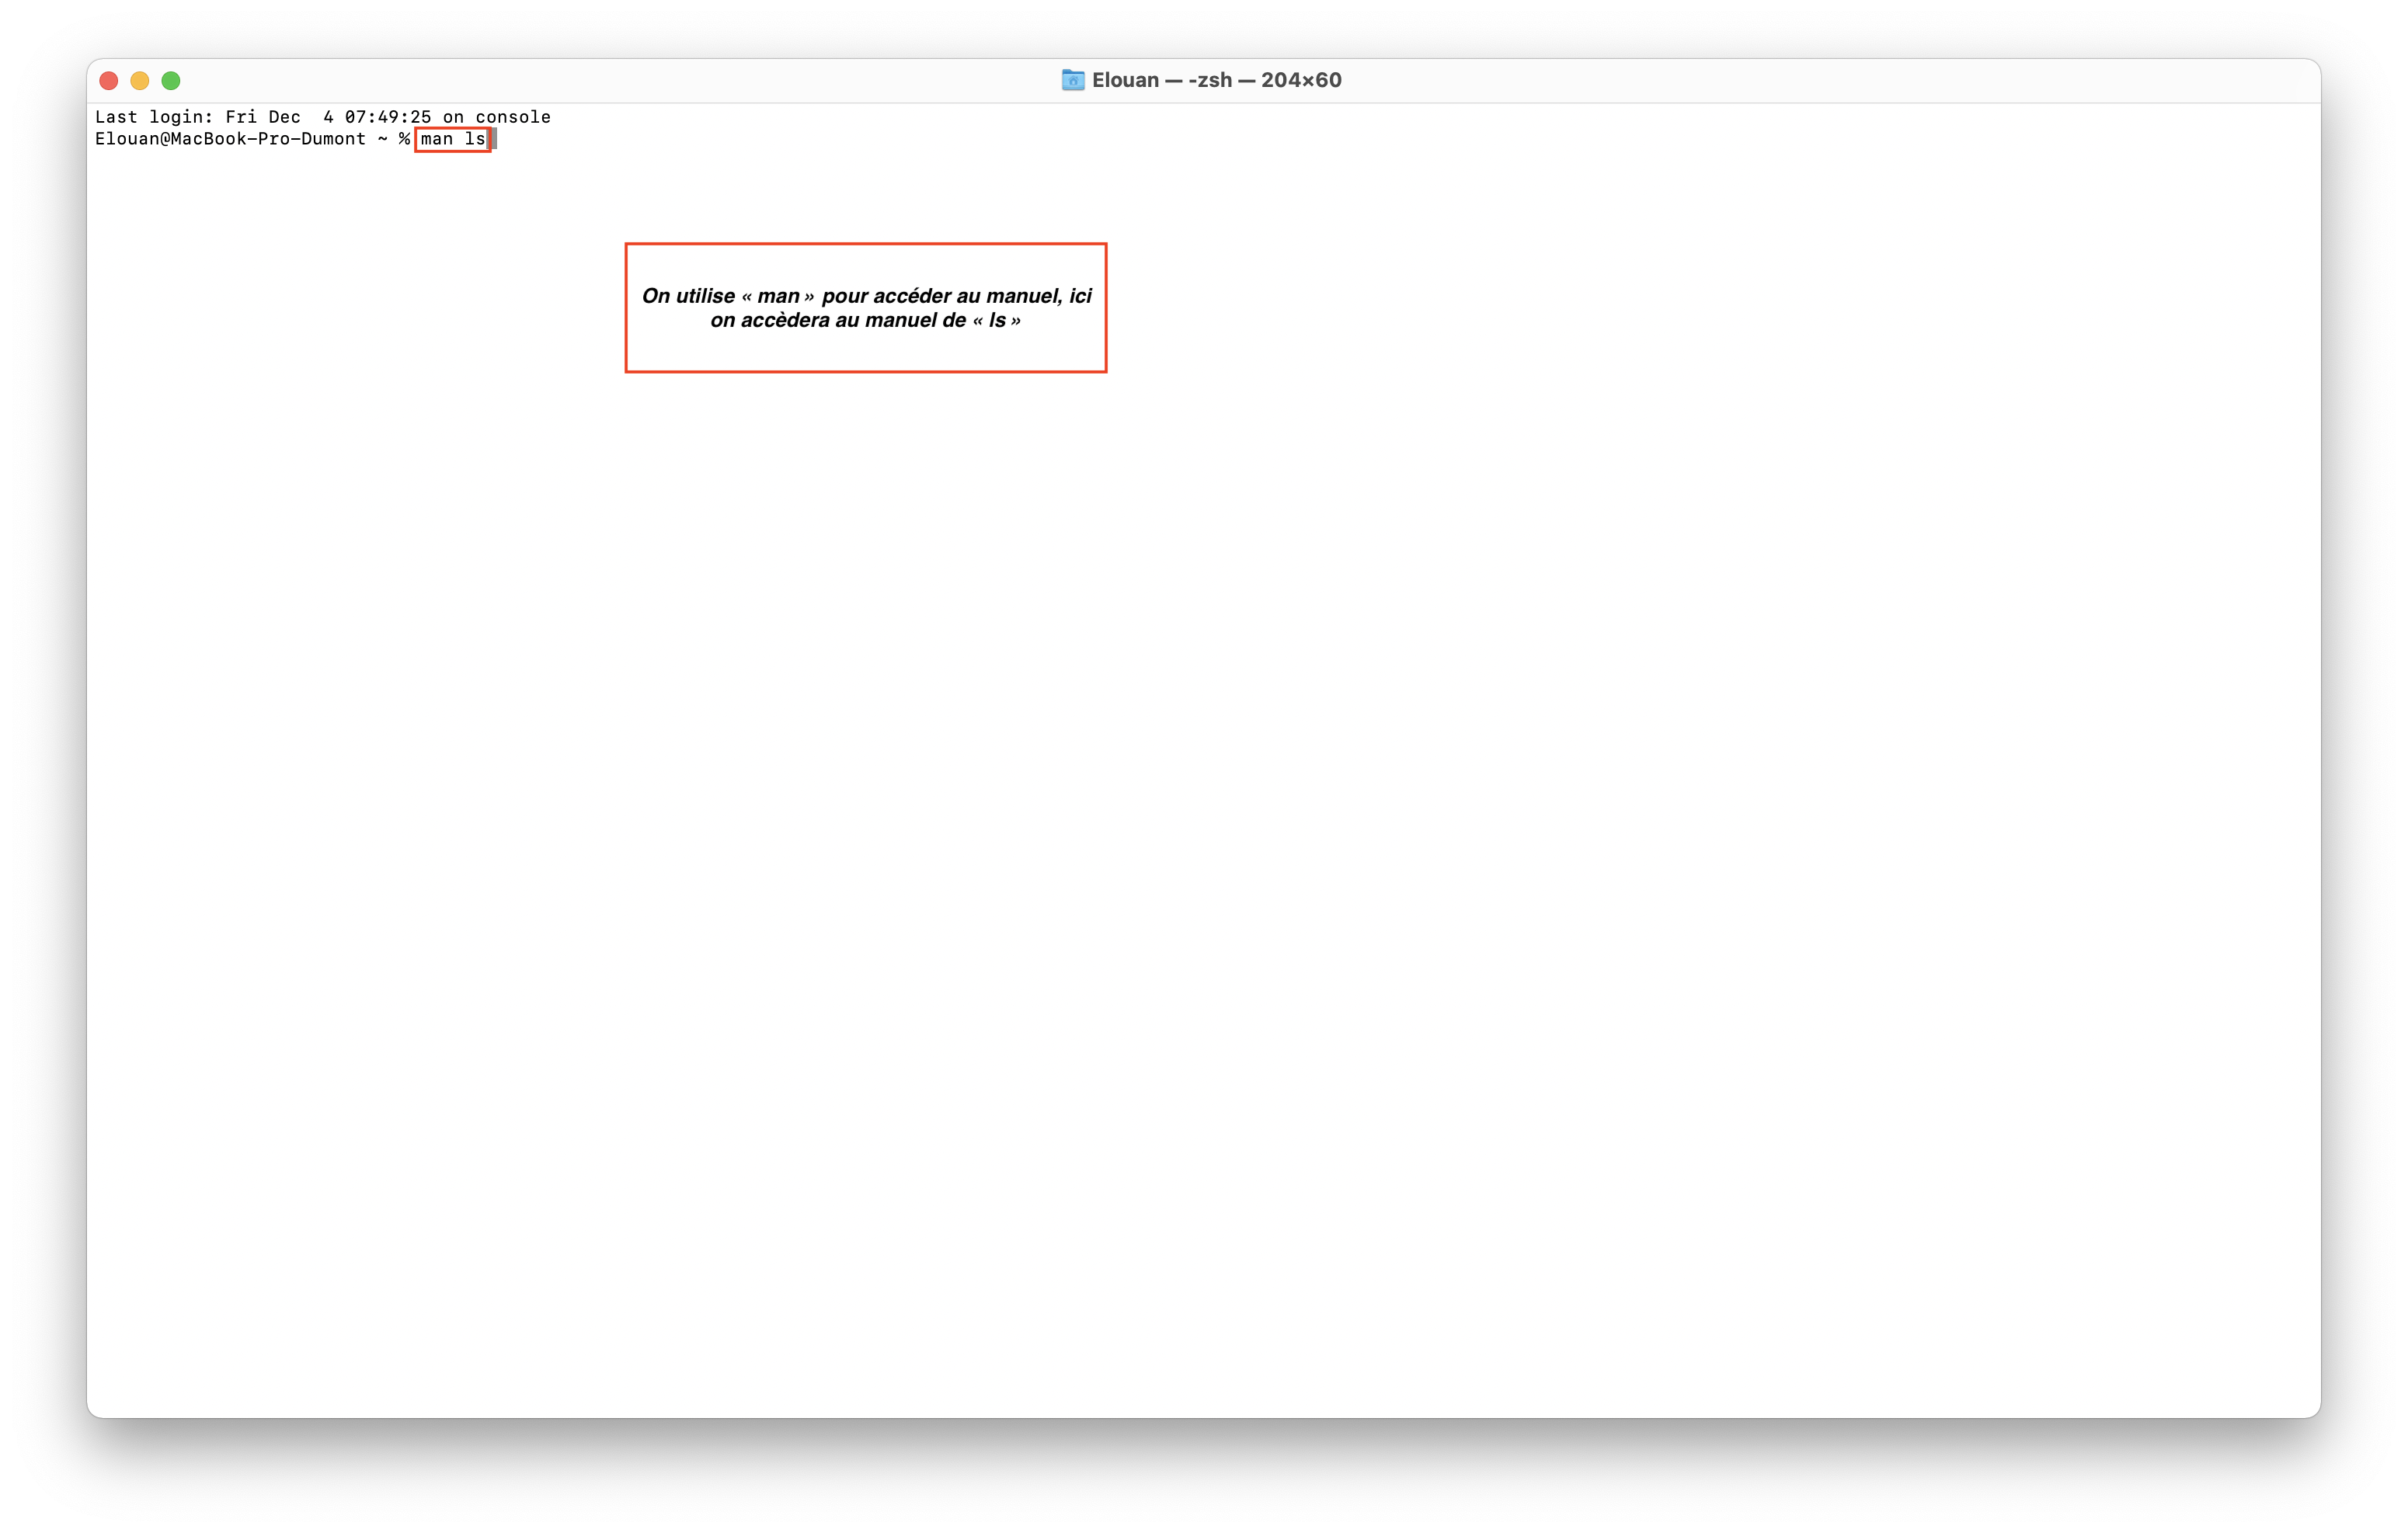 Elouan — -zsh — 204×60
Last login: Fri Dec  4 07:49:25 on console
Elouan@MacBook-Pro-Dumont ~ % man ls
On utilise « man » pour accéder au manuel, ici
on accèdera au manuel de « ls »